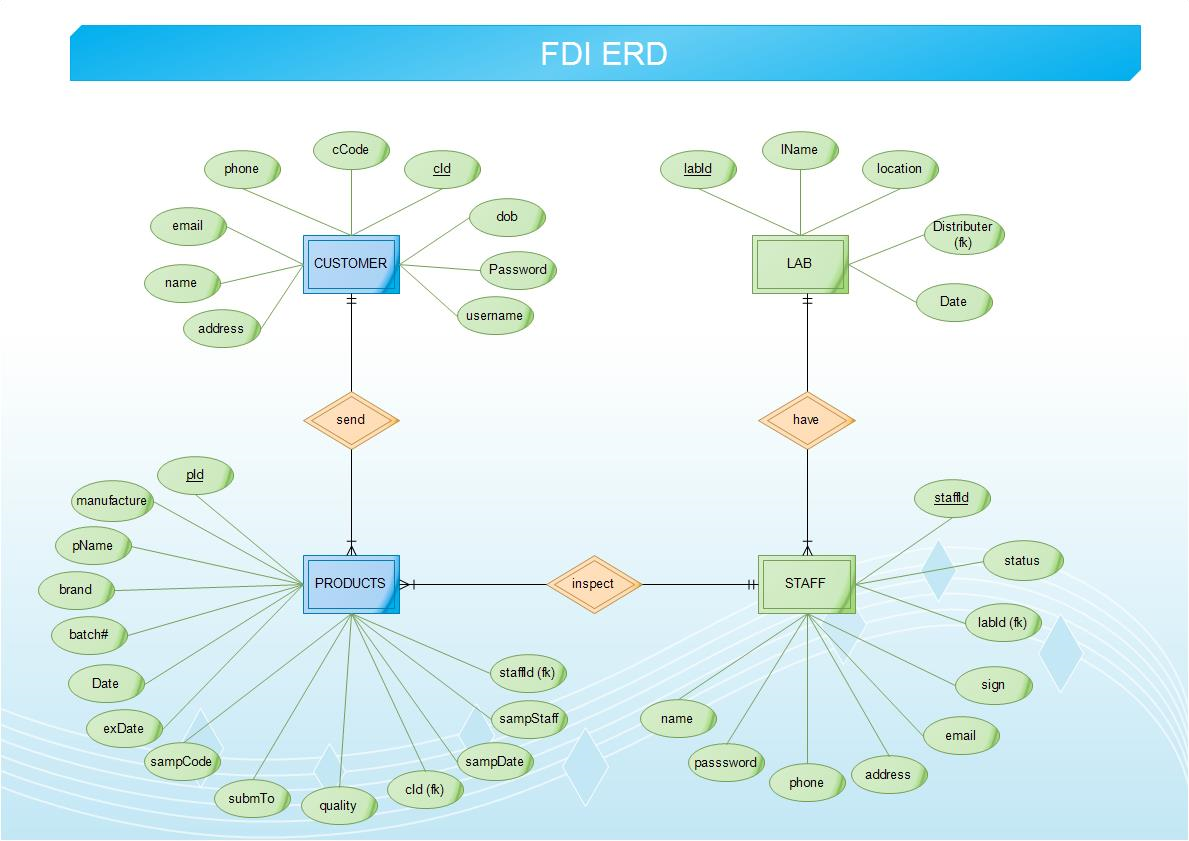 FDI ERD
cCode
phone
cId
email
dob
name
CUSTOMER
Password
address
username
labId
lName
location
LAB
Distributer
(fk)
Date
send
have
pId
manufacture
pName
brand
batch#
Date
exDate
sampCode
submTo
quality
cId (fk)
sampDate
sampStaff
staffId (fk)
PRODUCTS
inspect
STAFF
staffId
status
labId (fk)
sign
email
address
phone
passsword
name